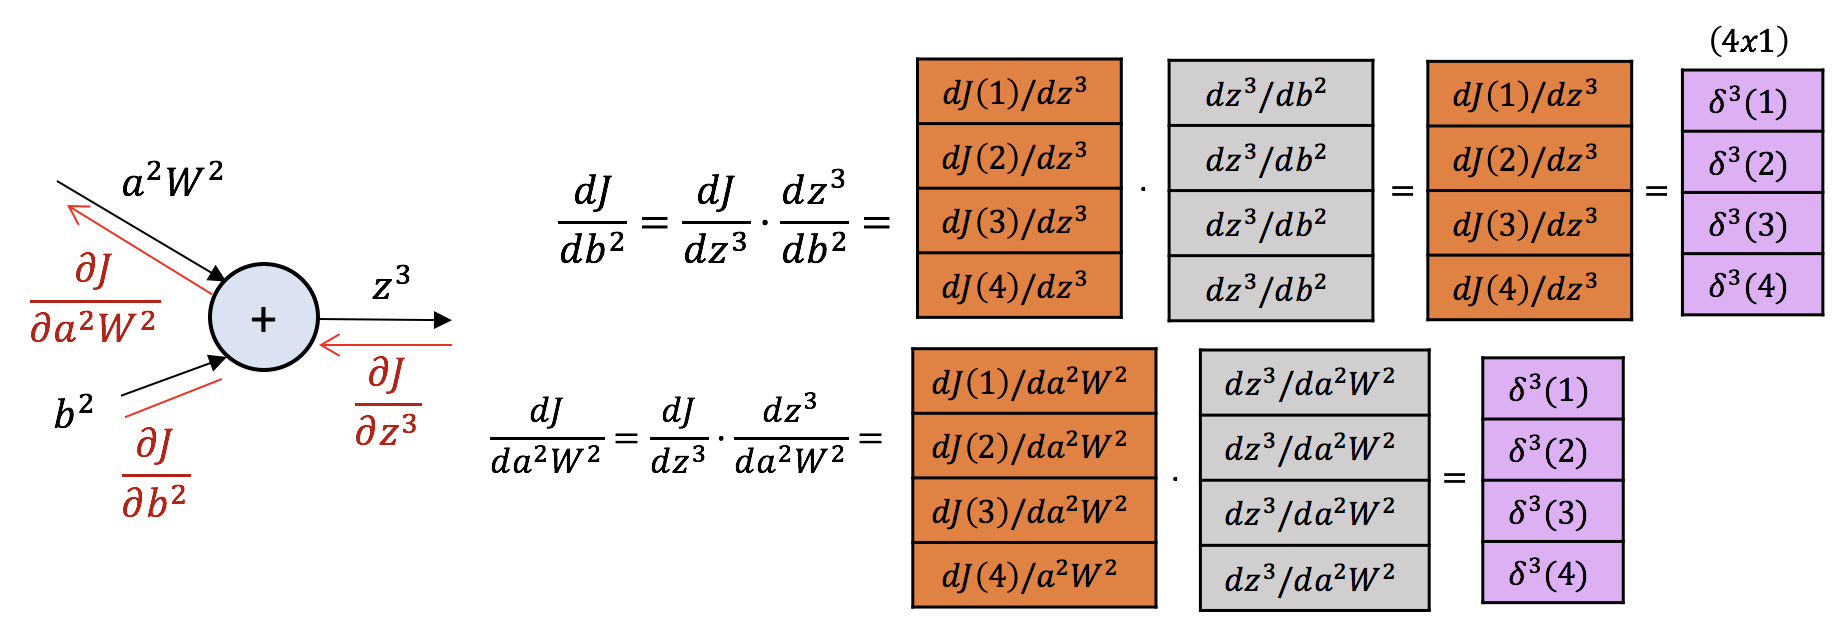 a²W²
∂J
∂a²W²
+
z³
∂J
∂z³
b²
∂J
∂b²
dJ/db² = dJ/dz³ · dz³/db² =
dJ(1)/dz³
dJ(2)/dz³
dJ(3)/dz³
dJ(4)/dz³
·
dz³/db²
dz³/db²
dz³/db²
dz³/db²
=
dJ(1)/dz³
dJ(2)/dz³
dJ(3)/dz³
dJ(4)/dz³
=
(4x1)
δ³(1)
δ³(2)
δ³(3)
δ³(4)
dJ/da²W² = dJ/dz³ · dz³/da²W² =
dJ(1)/da²W²
dJ(2)/da²W²
dJ(3)/da²W²
dJ(4)/a²W²
·
dz³/da²W²
dz³/da²W²
dz³/da²W²
dz³/da²W²
=
δ³(1)
δ³(2)
δ³(3)
δ³(4)